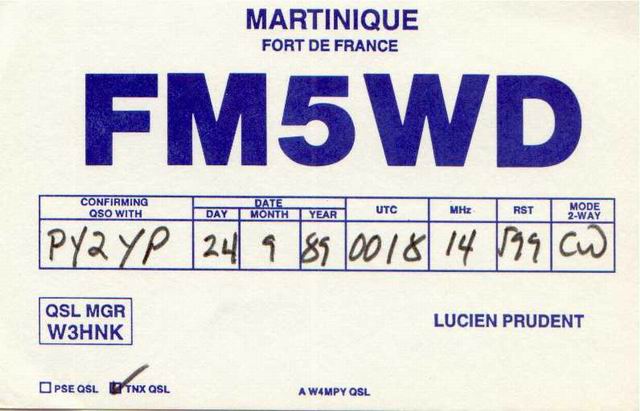 MARTINIQUE
FORT DE FRANCE
FM5WD
CONFIRMING QSO WITH DATE DAY MONTH YEAR UTC MHz RST MODE 2-WAY
PY2YP 24 9 89 0018 14 599 CW
QSL MGR
W3HNK
LUCIEN PRUDENT
PSE QSL TNX QSL A W4MPY QSL